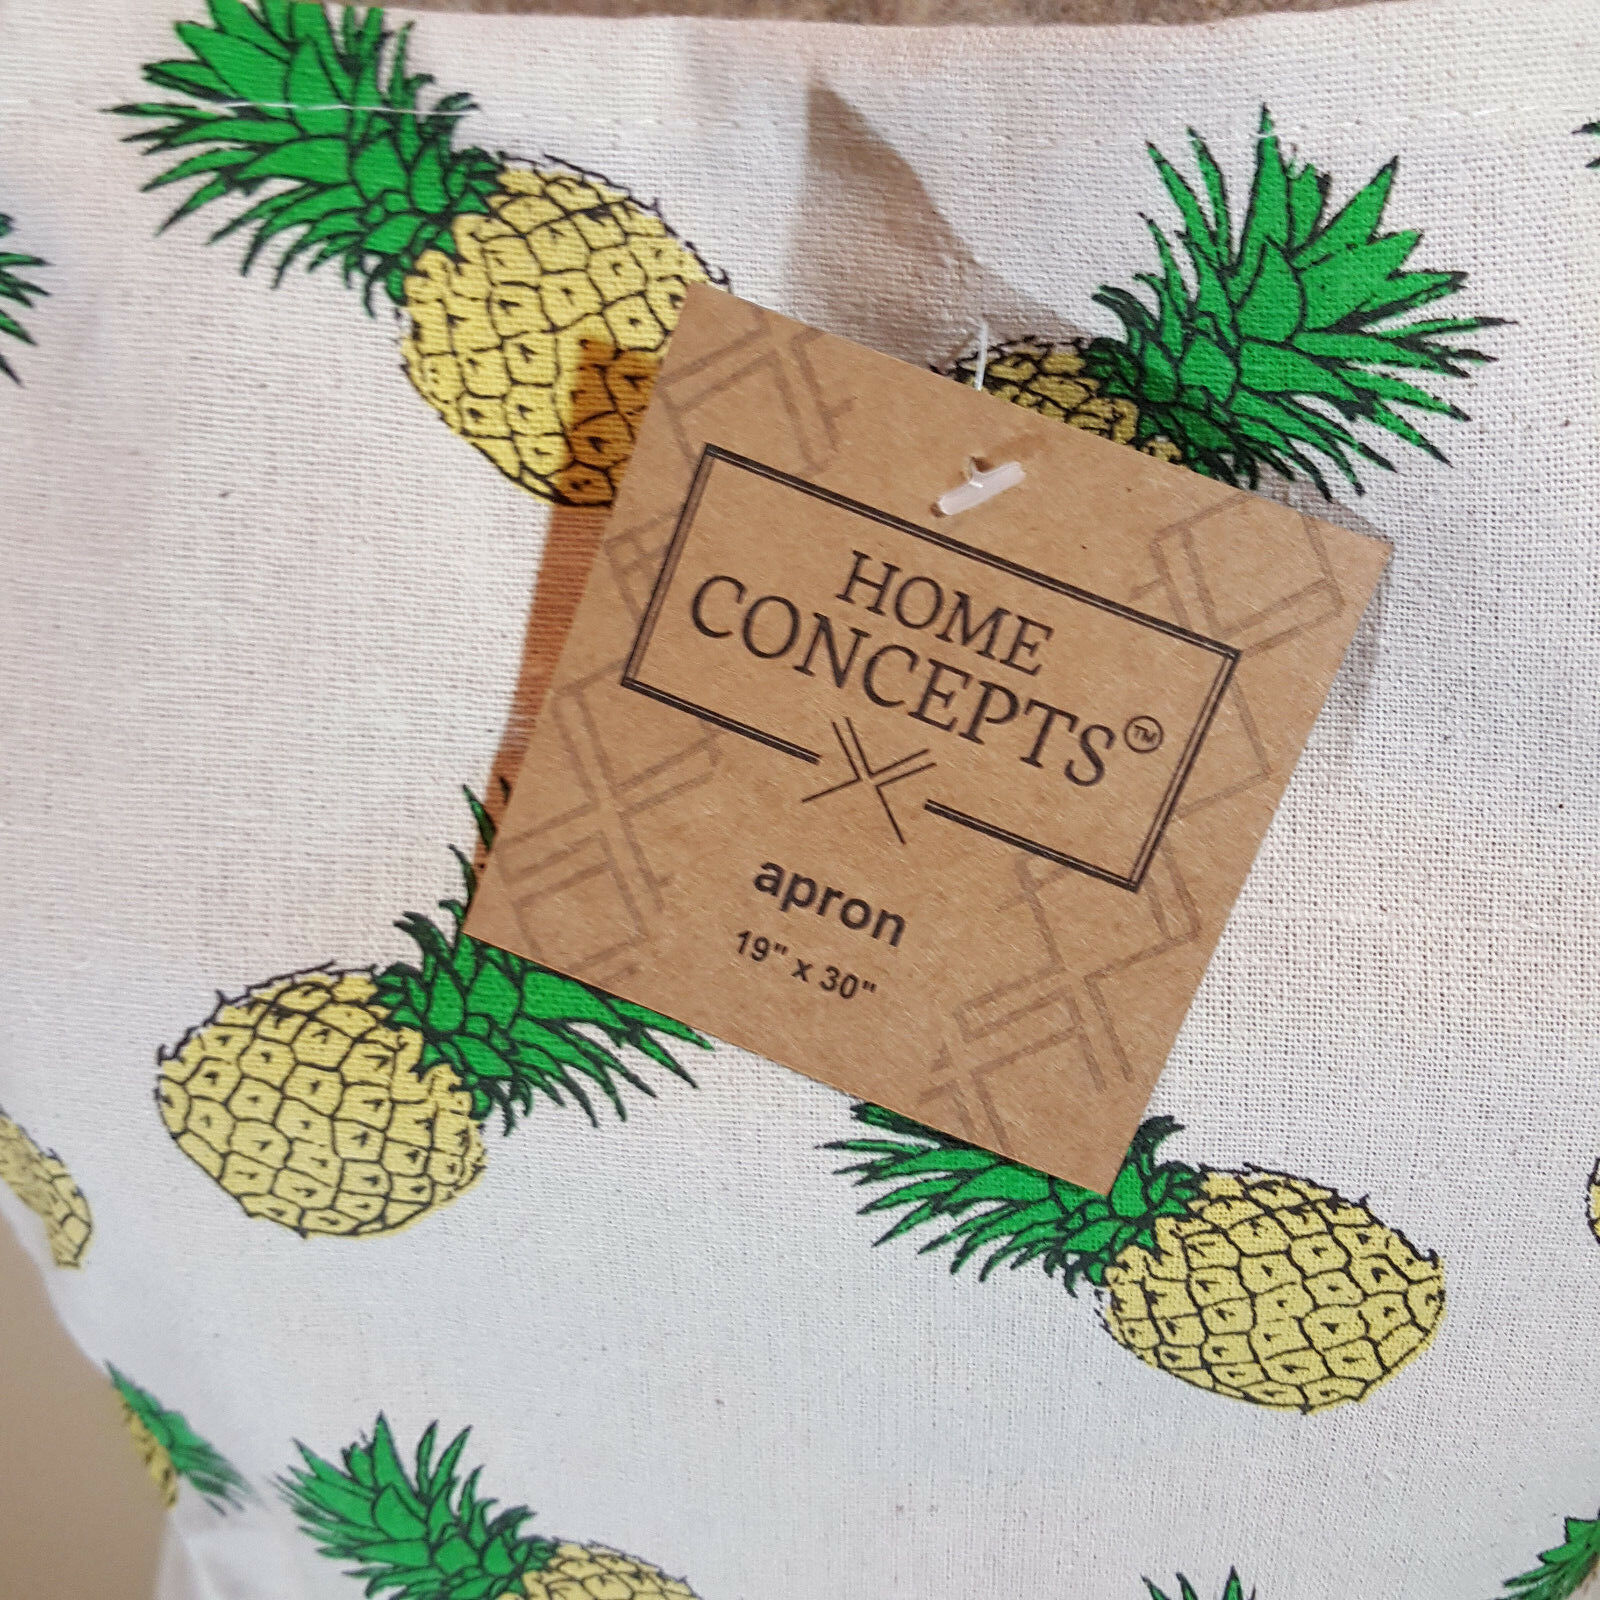 HOME
CONCEPTS™
apron
19" x 30"